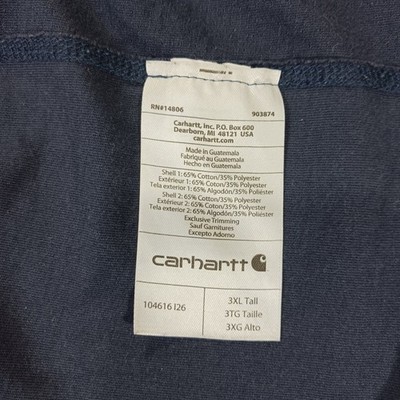 RN#14806 903874
Carhartt, Inc. P.O. Box 600
Dearborn, MI 48121 USA
carhartt.com
Made in Guatemala
Fabriqué au Guatemala
Hecho en Guatemala
Shell 1: 65% Cotton/35% Polyester
Extérieur 1: 65% Coton/35% Polyester
Tela exterior 1: 65% Algodón/35% Poliéster
Shell 2: 65% Cotton/35% Polyester
Extérieur 2: 65% Coton/35% Polyester
Tela exterior 2: 65% Algodón/35% Poliéster
Exclusive Trimming
Sauf Garnitures
Excepto Adorno
carhartt
104616 I26
3XL Tall
3TG Taille
3XG Alto